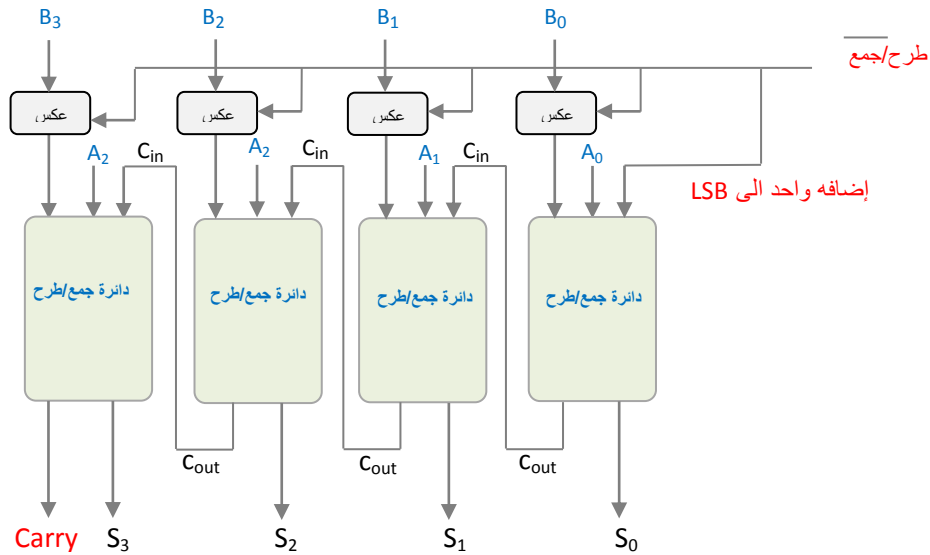 B3
B2
B1
B0
طرح/جمع
عكس
عكس
عكس
عكس
A2
Cin
A2
Cin
A1
Cin
A0
إضافه واحد الى LSB
دائرة جمع/طرح
دائرة جمع/طرح
دائرة جمع/طرح
دائرة جمع/طرح
Cout
Cout
Cout
Carry
S3
S2
S1
S0